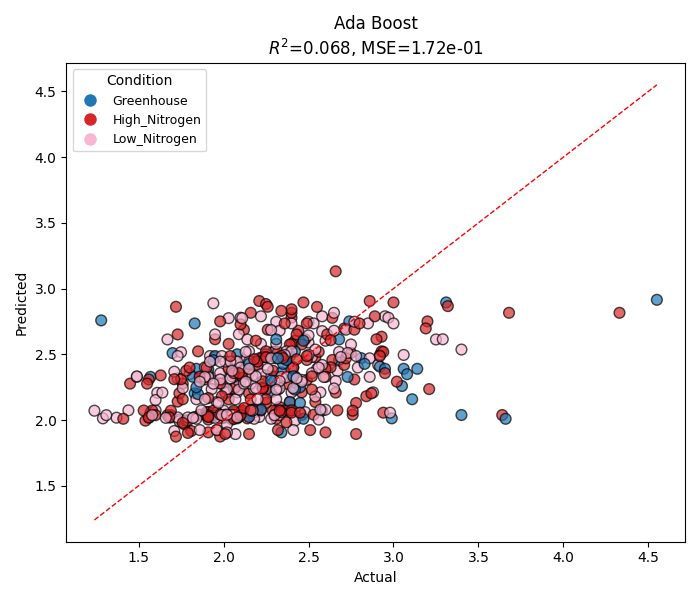 Ada Boost
R²=0.068, MSE=1.72e-01
Condition
Greenhouse
High_Nitrogen
Low_Nitrogen
4.5
4.0
3.5
3.0
2.5
2.0
1.5
Predicted
1.5 2.0 2.5 3.0 3.5 4.0 4.5
Actual